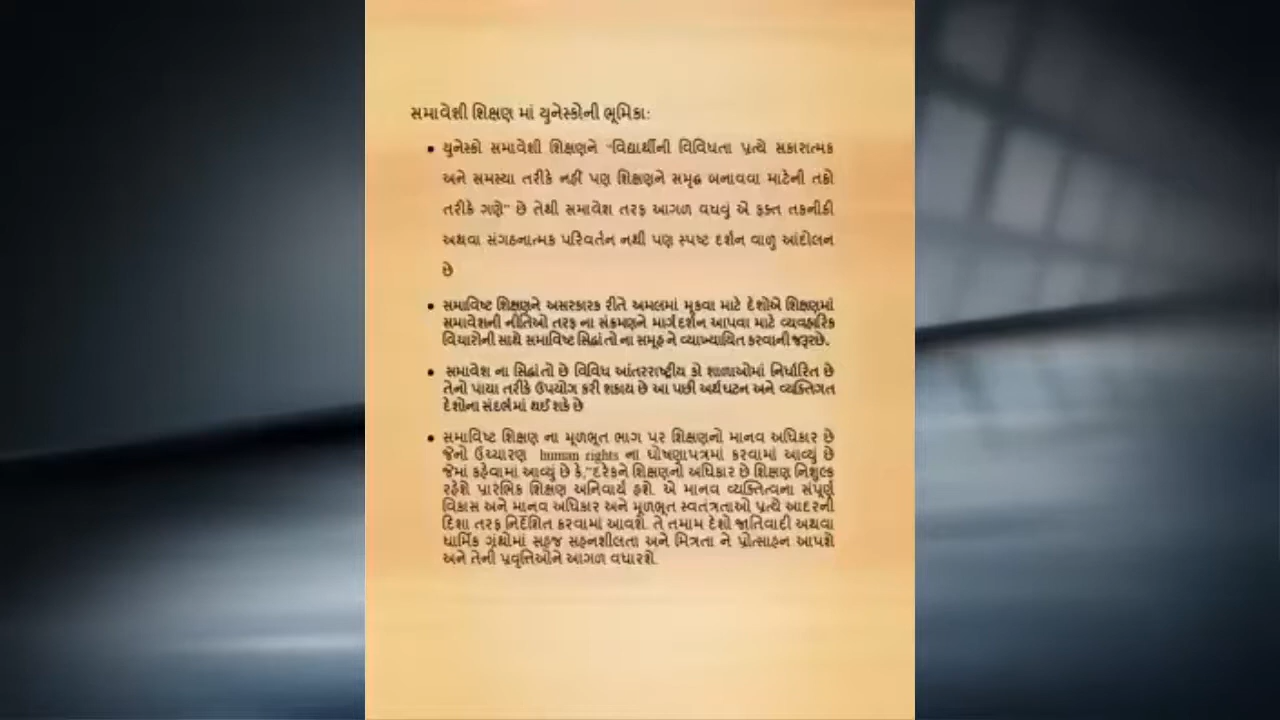 સમાવેશી શિક્ષણ માં યુનેસ્કોની ભૂમિકા:
• યુનેસ્કો સમાવેશી શિક્ષણને "વિદ્યાર્થીની વિવિધતા પ્રત્યે સકારાત્મક
અને સમસ્યા તરીકે નહીં પણ શિક્ષણને સમૃદ્ધ બનાવવા માટેની તકો
તરીકે ગણે" છે તેથી સમાવેશ તરફ આગળ વધવું એ ફક્ત તકનીકી
અથવા સંગઠનાત્મક પરિવર્તન નથી પણ સ્પષ્ટ દર્શન વાળુ આંદોલન
છે
• સમાવિષ્ટ શિક્ષણને અસરકારક રીતે અમલમાં મૂકવા માટે દેશોએ શિક્ષણમાં
સમાવેશની નીતિઓ તરફ ના સંક્રમણને માર્ગદર્શન આપવા માટે વ્યવહારિક
વિચારોની સાથે સમાવિષ્ટ સિદ્ધાંતો ના સમૂહ ને વ્યાખ્યાયિત કરવાની જરૂરછે.
• સમાવેશ ના સિદ્ધાંતો છે વિવિધ આંતરરાષ્ટ્રીય કો શાળાઓમાં નિર્ધારિત છે
તેનો પાયા તરીકે ઉપયોગ કરી શકાય છે આ પછી અર્થઘટન અને વ્યક્તિગત
દેશોના સંદર્ભમાં થઈ શકે છે
• સમાવિષ્ટ શિક્ષણ ના મૂળભૂત ભાગ પર શિક્ષણનો માનવ અધિકાર છે
જેનો ઉચ્ચારણ human rights ના ઘોષણાપત્રમાં કરવામાં આવ્યું છે
જેમાં કહેવામાં આવ્યું છે કે,"દરેકને શિક્ષણનો અધિકાર છે શિક્ષણ નિશુલ્ક
રહેશે પ્રારંભિક શિક્ષણ અનિવાર્ય હશે. એ માનવ વ્યક્તિત્વના સંપૂર્ણ
વિકાસ અને માનવ અધિકાર અને મૂળભૂત સ્વતંત્રતાઓ પ્રત્યે આદરની
દિશા તરફ નિર્દેશિત કરવામાં આવશે. તે તમામ દેશો જાતિવાદી અથવા
ધાર્મિક ગ્રંથોમાં સહજ સહનશીલતા અને મિત્રતા ને પ્રોત્સાહન આપશે
અને તેની પ્રવૃત્તિઓને આગળ વધારશે.